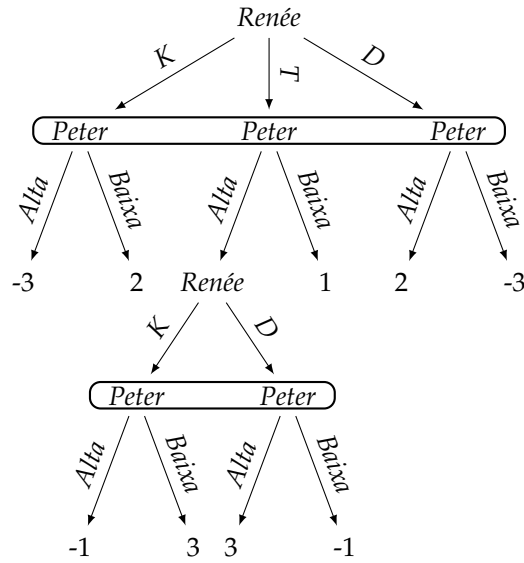 Renée
K T D
Peter Peter Peter
Alta Baixa Alta Baixa Alta Baixa
-3 2 Renée 1 2 -3
K D
Peter Peter
Alta Baixa Alta Baixa
-1 3 3 -1